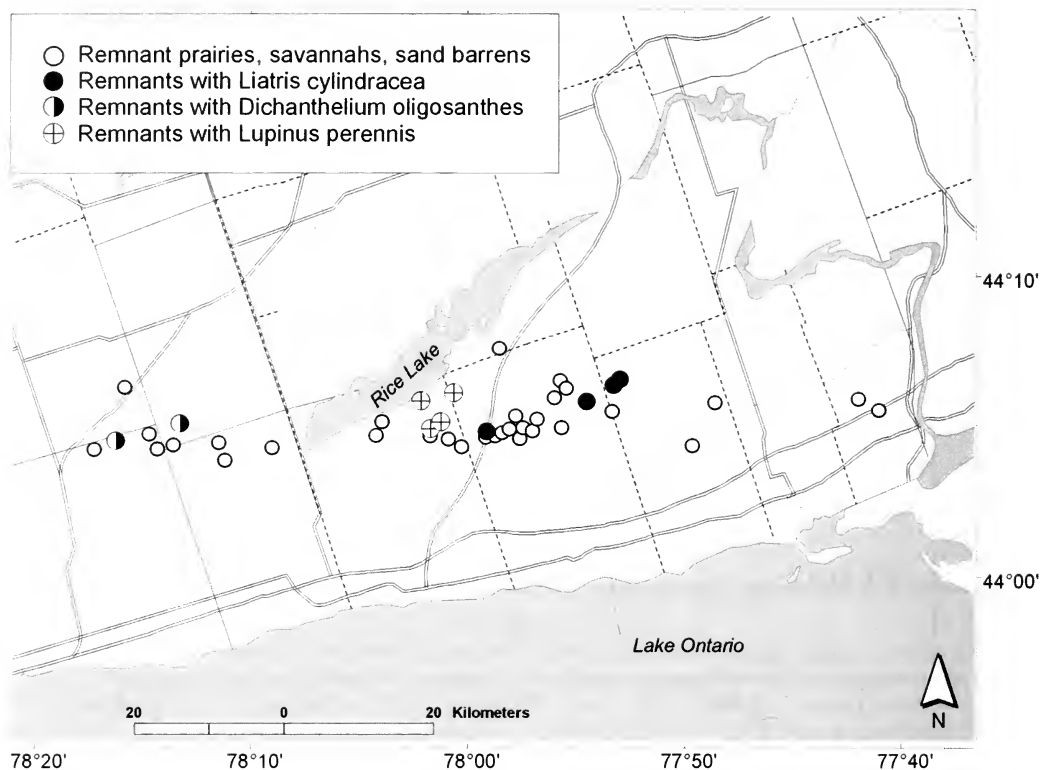 Remnant prairies, savannahs, sand barrens
Remnants with Liatris cylindracea
Remnants with Dichanthelium oligosanthes
Remnants with Lupinus perennis
44°10'
Rice Lake
44°00'
Lake Ontario
20 0 20 Kilometers
N
78°20' 78°10' 78°00' 77°50' 77°40'